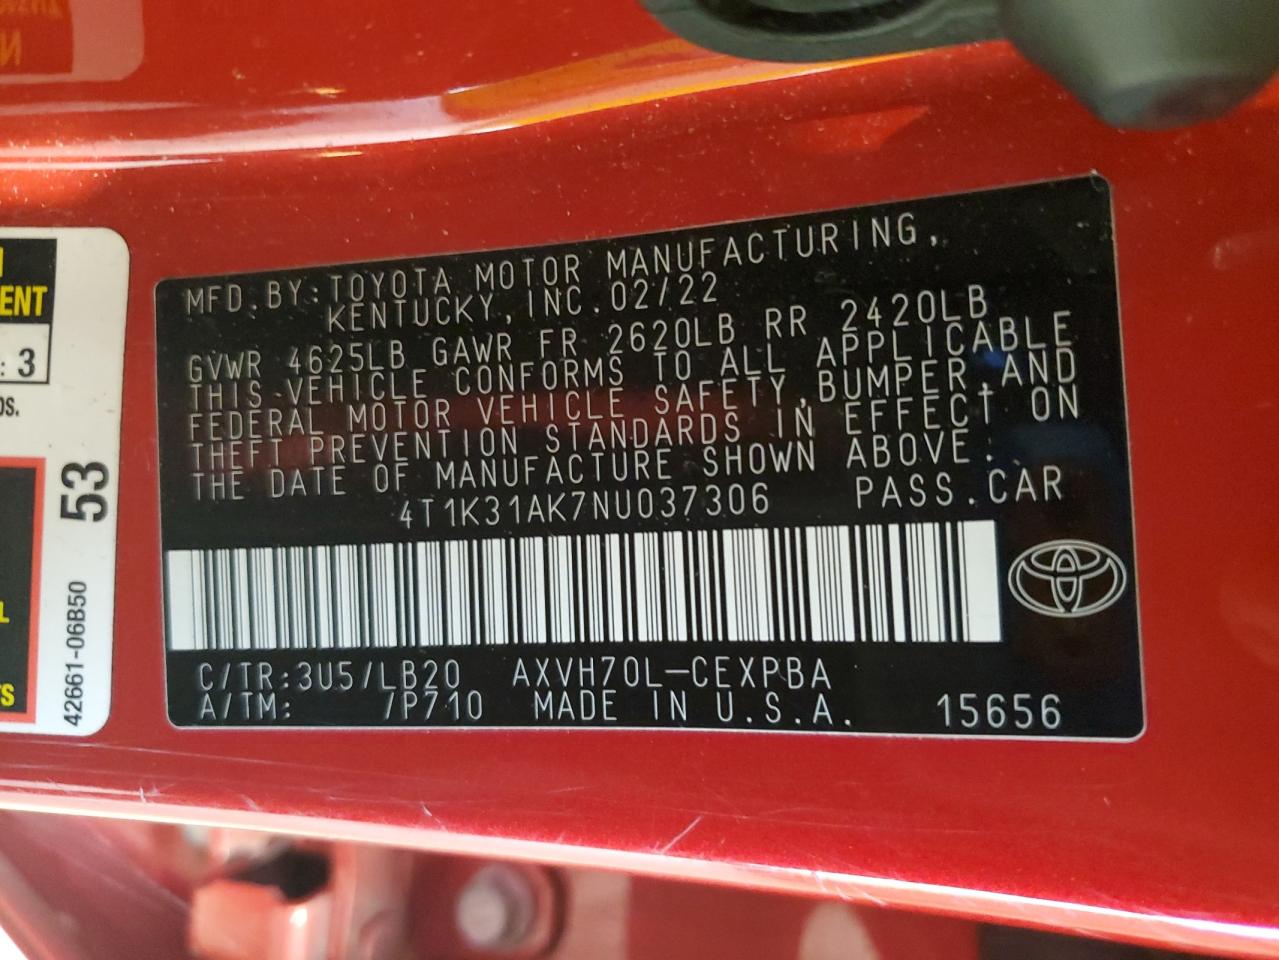 MFD.BY: TOYOTA MOTOR MANUFACTURING,
KENTUCKY, INC. 02/22
GVWR 4625LB GAWR FR 2620LB RR 2420LB
THIS VEHICLE CONFORMS TO ALL APPLICABLE
FEDERAL MOTOR VEHICLE SAFETY, BUMPER, AND
THEFT PREVENTION STANDARDS IN EFFECT ON
THE DATE OF MANUFACTURE SHOWN ABOVE.
4T1K31AK7NU037306 PASS.CAR
C/TR:3U5/LB20 AXVH70L-CEXPBA
A/TM: /P710 MADE IN U.S.A. 15656
: 3
53
42661-06B50